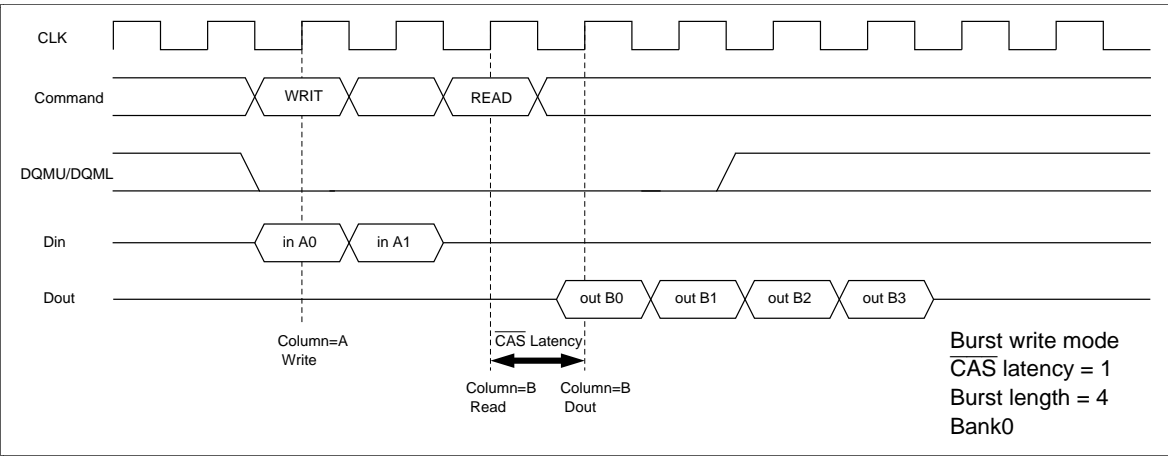 CLK
Command
WRIT
READ
DQMU/DQML
Din
in A0
in A1
Dout
out B0
out B1
out B2
out B3
Column=A
Write
CAS Latency
Column=B
Read
Column=B
Dout
Burst write mode
CAS latency = 1
Burst length = 4
Bank0